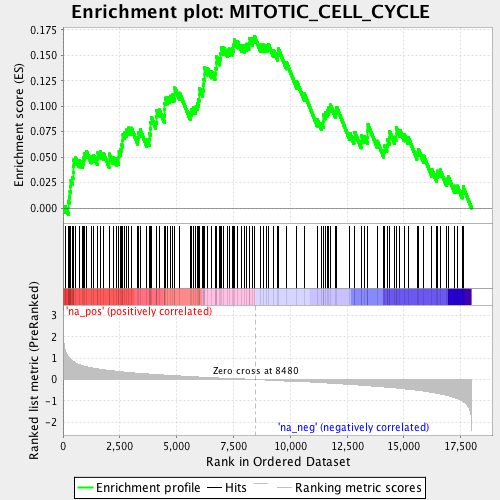 Enrichment plot: MITOTIC_CELL_CYCLE
Enrichment score (ES)
0.175
0.150
0.125
0.100
0.075
0.050
0.025
0.000
'na_pos' (positively correlated)
Ranked list metric (PreRanked)
3
2
1
0
-1
-2
Zero cross at 8480
'na_neg' (negatively correlated)
0
2,500
5,000
7,500
10,000
12,500
15,000
17,500
Rank in Ordered Dataset
Enrichment profile
Hits
Ranking metric scores